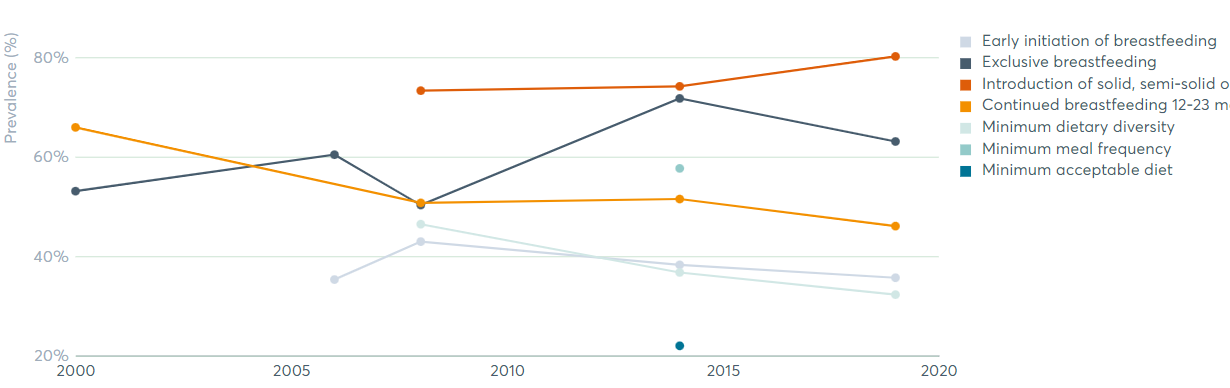 Prevalence (%)
80%
60%
40%
20%
2000 2005 2010 2015 2020
Early initiation of breastfeeding
Exclusive breastfeeding
Introduction of solid, semi-solid o
Continued breastfeeding 12-23 m
Minimum dietary diversity
Minimum meal frequency
Minimum acceptable diet